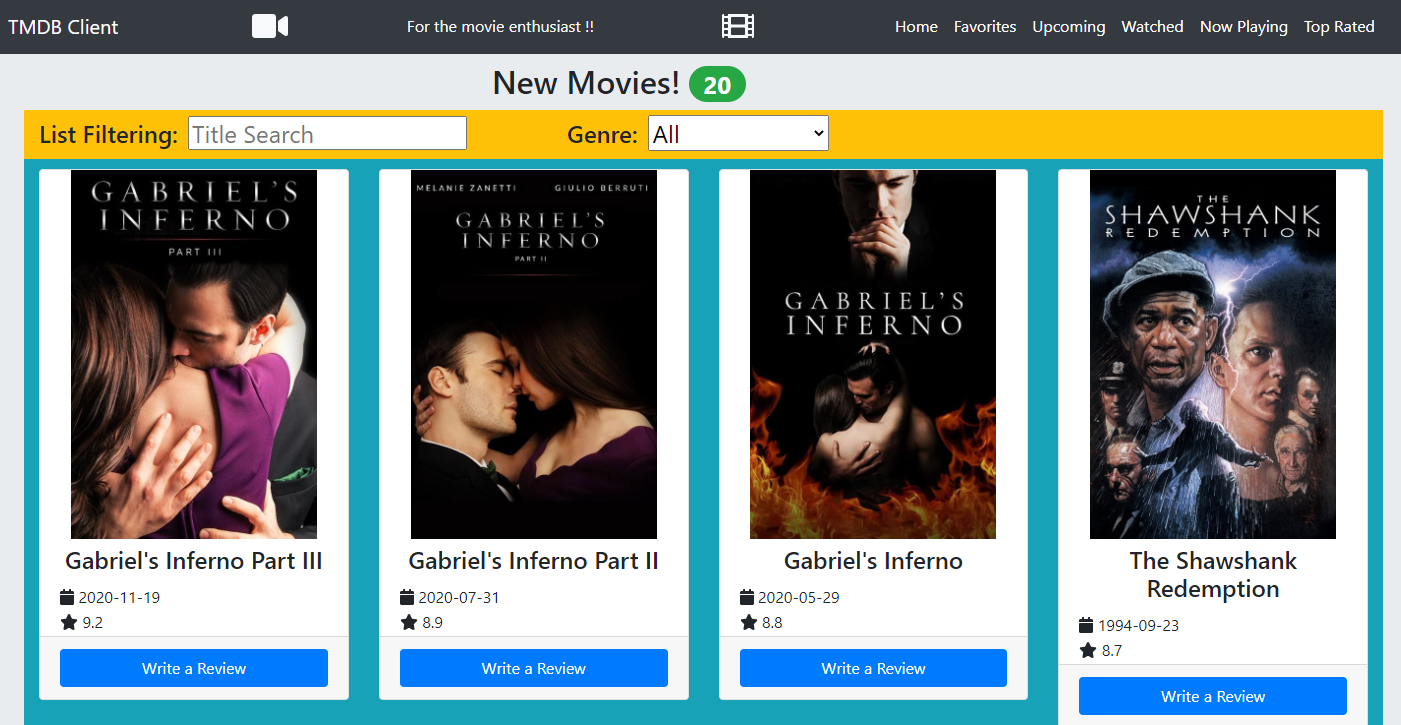 TMDB Client
For the movie enthusiast !!
Home Favorites Upcoming Watched Now Playing Top Rated
New Movies! 20
List Filtering: Title Search Genre: All
GABRIEL'S
INFERNO
PART III
Gabriel's Inferno Part III
2020-11-19
9.2
Write a Review
MELANIE ZANETTI GIULIO BERRUTI
GABRIEL'S
INFERNO
PART II
Gabriel's Inferno Part II
2020-07-31
8.9
Write a Review
GABRIEL'S
INFERNO
Gabriel's Inferno
2020-05-29
8.8
Write a Review
THE
SHAWSHANK
REDEMPTION
The Shawshank
Redemption
1994-09-23
8.7
Write a Review